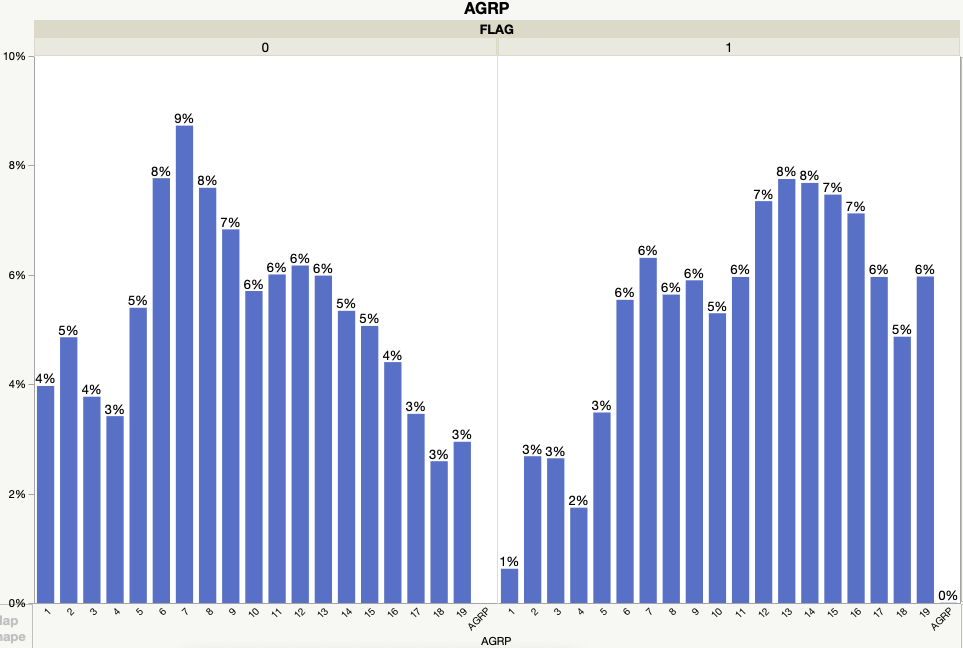 AGRP
FLAG
0 1
10%
8%
6%
4%
2%
0%
4% 5% 4% 3% 5% 8% 9% 8% 7% 6% 6% 6% 6% 5% 5% 4% 3% 3% 3%
1% 3% 3% 2% 3% 6% 6% 6% 6% 5% 6% 7% 8% 8% 7% 7% 6% 5% 6% 0%
1 2 3 4 5 6 7 8 9 10 11 12 13 14 15 16 17 18 19 AGRP
1 2 3 4 5 6 7 8 9 10 11 12 13 14 15 16 17 18 19 AGRP
AGRP